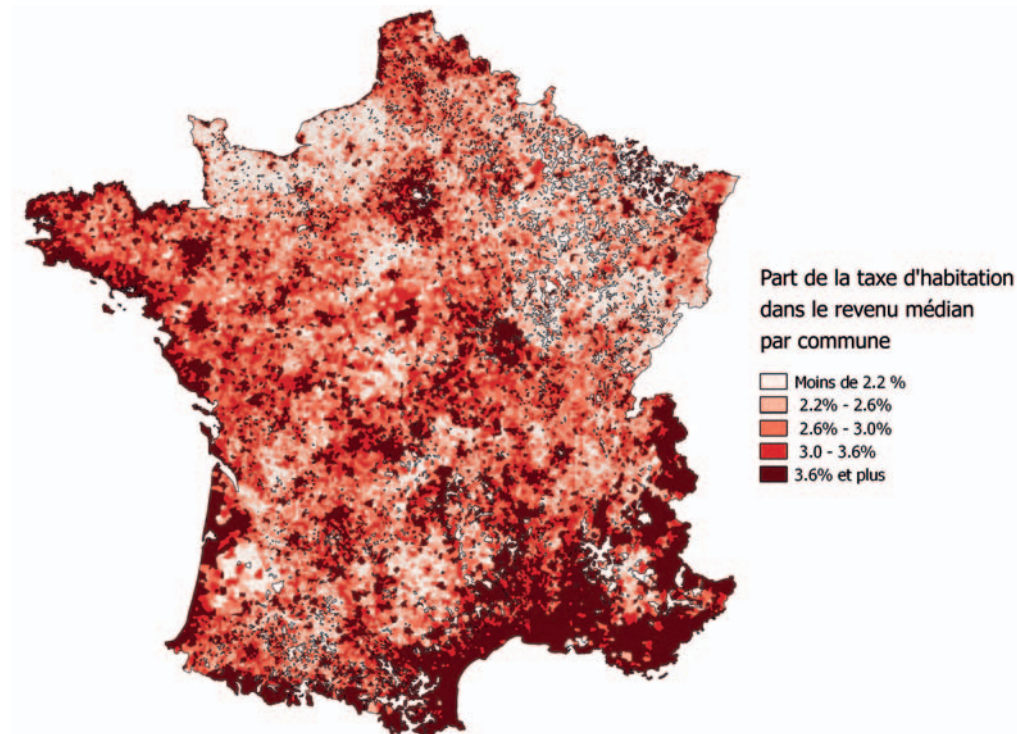 Part de la taxe d'habitation
dans le revenu médian
par commune
Moins de 2.2 %
2.2% - 2.6%
2.6% - 3.0%
3.0 - 3.6%
3.6% et plus